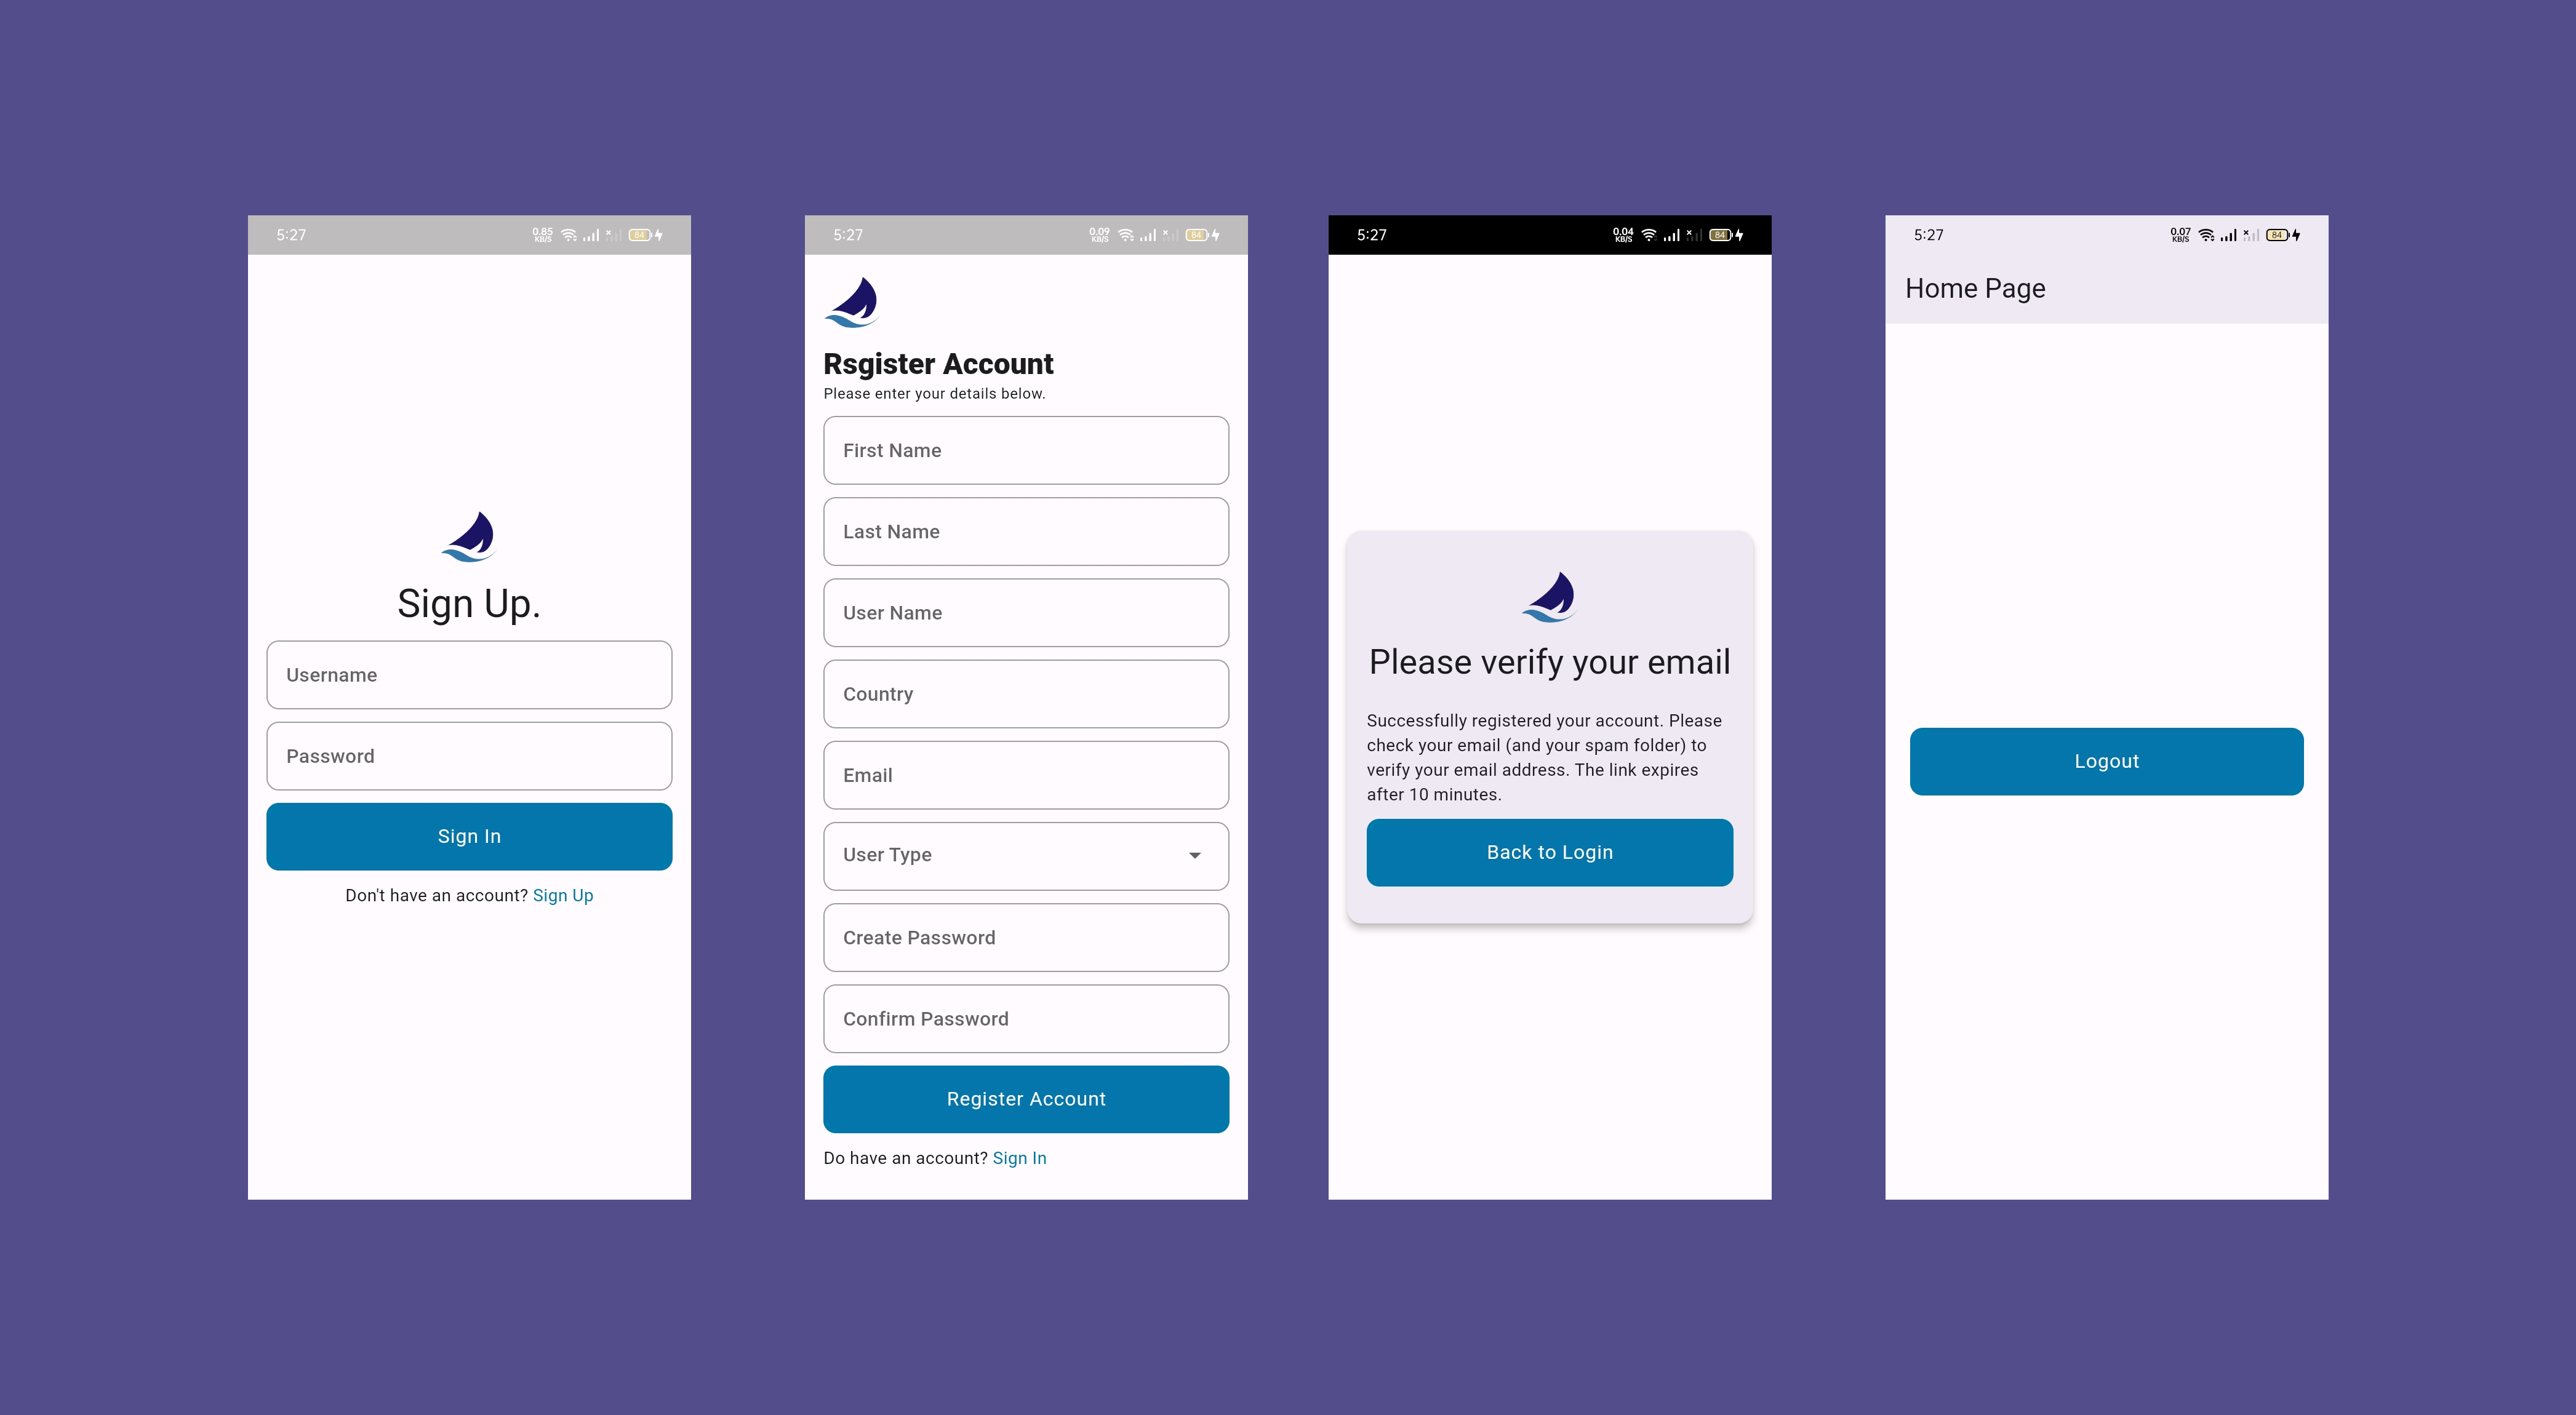 5:27 0.85 KB/S 84
Sign Up.
Username
Password
Sign In
Don't have an account? Sign Up
5:27 0.09 KB/S 84
Rsgister Account
Please enter your details below.
First Name
Last Name
User Name
Country
Email
User Type
Create Password
Confirm Password
Register Account
Do have an account? Sign In
5:27 0.04 KB/S 84
Please verify your email
Successfully registered your account. Please
check your email (and your spam folder) to
verify your email address. The link expires
after 10 minutes.
Back to Login
5:27 0.07 KB/S 84
Home Page
Logout